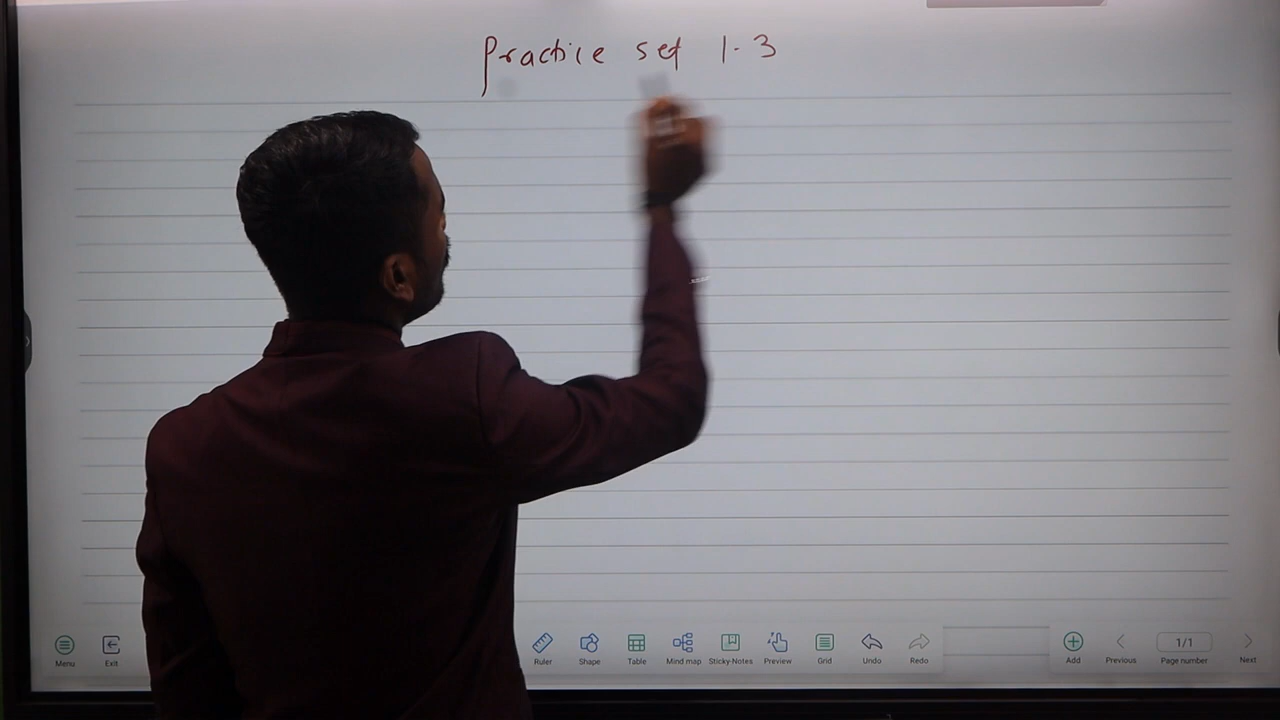 Practice set 1.3
Menu
Exit
Ruler
Shape
Table
Mind map
Sticky-Notes
Preview
Grid
Undo
Redo
Add
Previous
1/1
Page number
Next